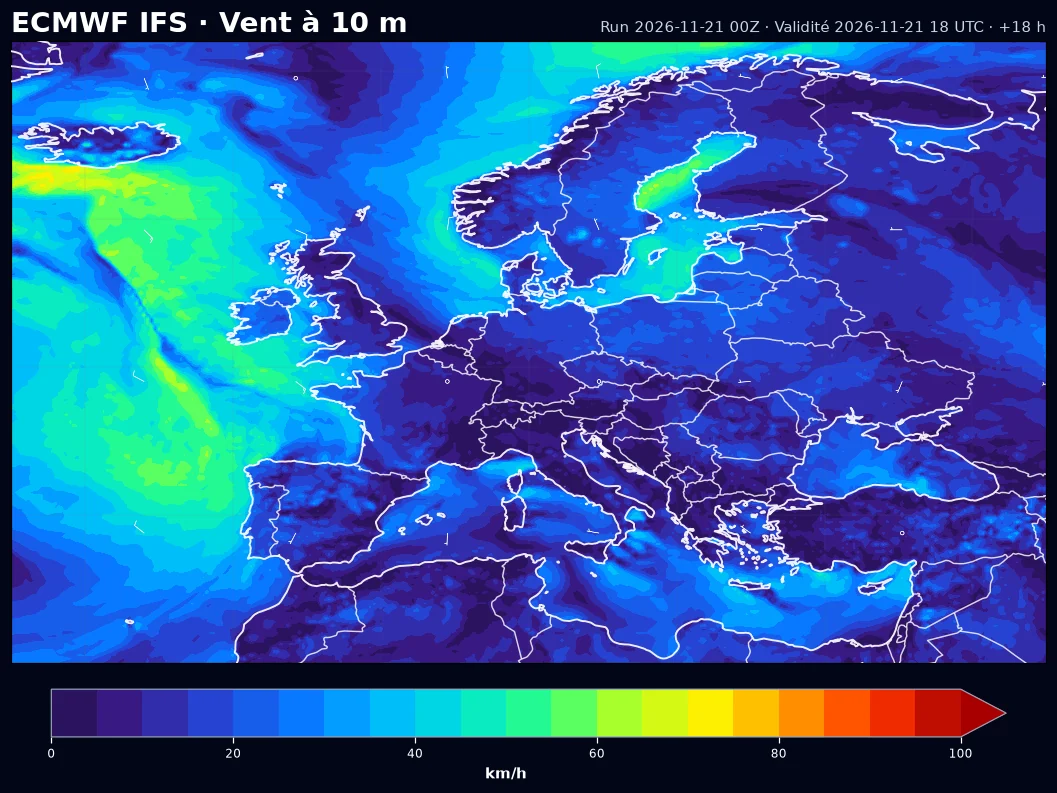 ECMWF IFS · Vent à 10 m
Run 2026-11-21 00Z · Validité 2026-11-21 18 UTC · +18 h
0 20 40 60 80 100
km/h